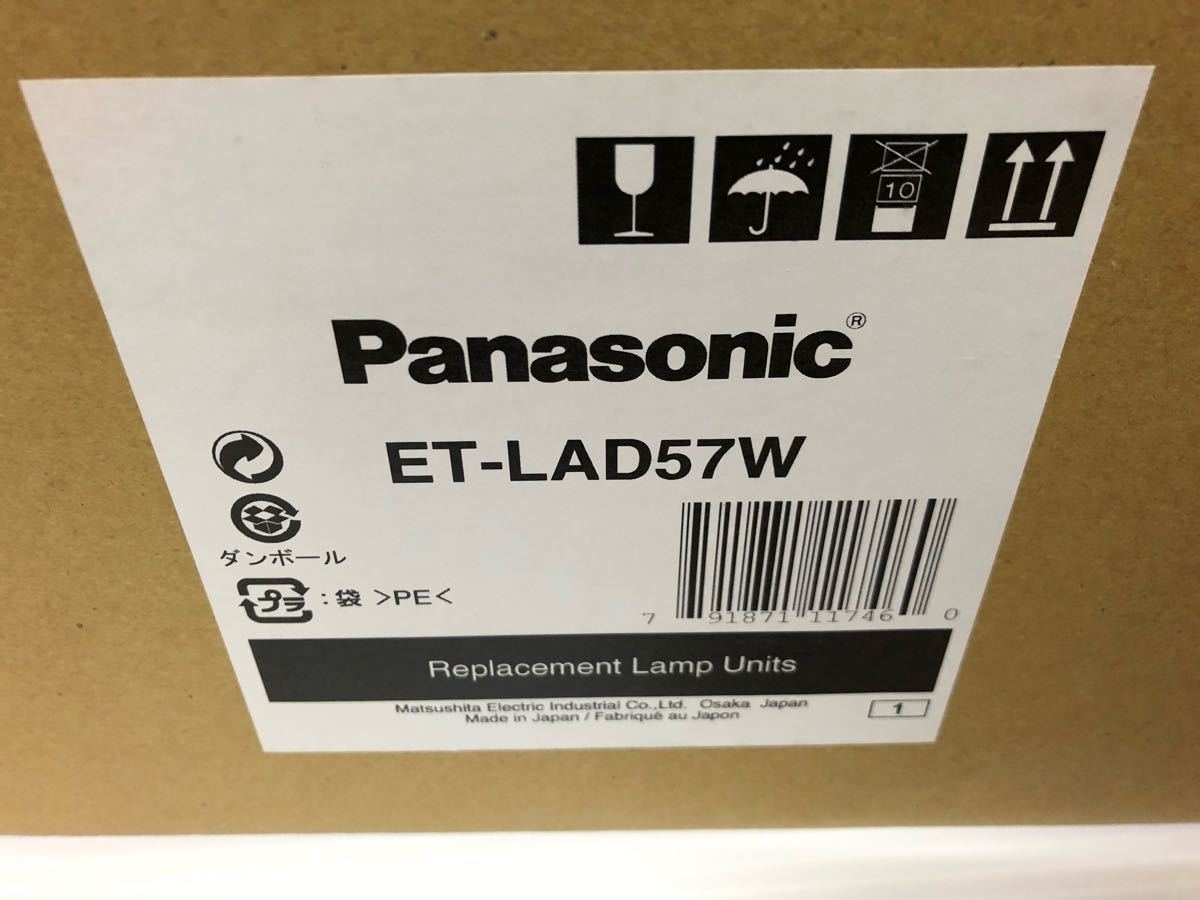 10
Panasonic®
ET-LAD57W
ダンボール
プラ : 袋 >PE<
7 91871 11746 0
Replacement Lamp Units
Matsushita Electric Industrial Co.,Ltd. Osaka Japan
Made in Japan / Fabriqué au Japon
1